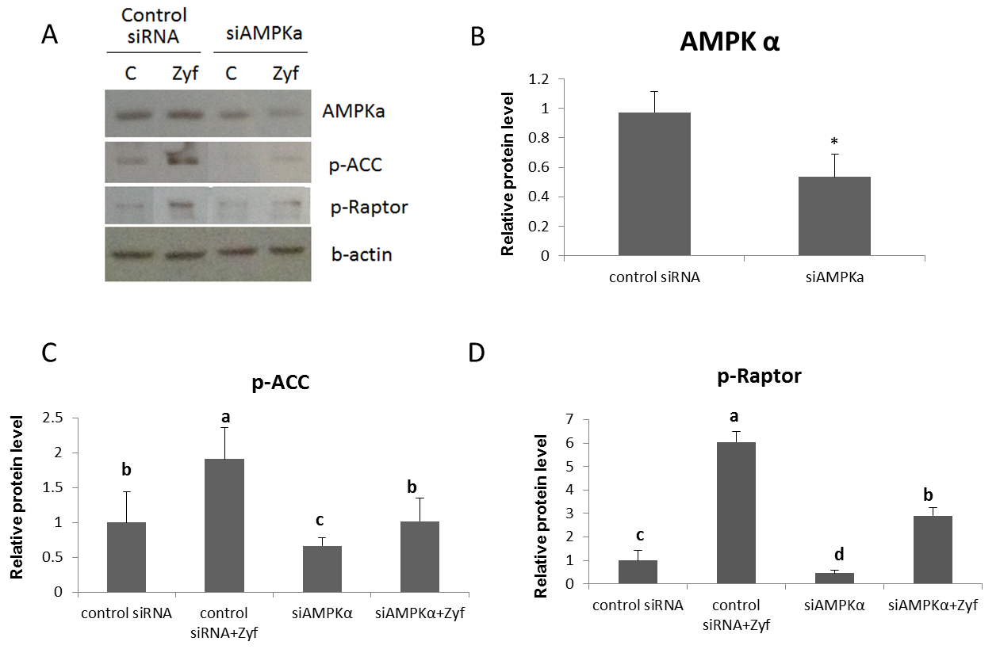 A
Control
siRNA
siAMPKa
C
Zyf
C
Zyf
AMPKa
p-ACC
p-Raptor
b-actin
B
AMPK α
Relative protein level
1.2
1
0.8
0.6
0.4
0.2
0
*
control siRNA
siAMPKa
C
p-ACC
Relative protein level
2.5
2
1.5
1
0.5
0
b
a
c
b
control siRNA
control
siRNA+Zyf
siAMPKα
siAMPKα+Zyf
D
p-Raptor
Relative protein level
7
6
5
4
3
2
1
0
c
a
d
b
control siRNA
control
siRNA+Zyf
siAMPKα
siAMPKα+Zyf